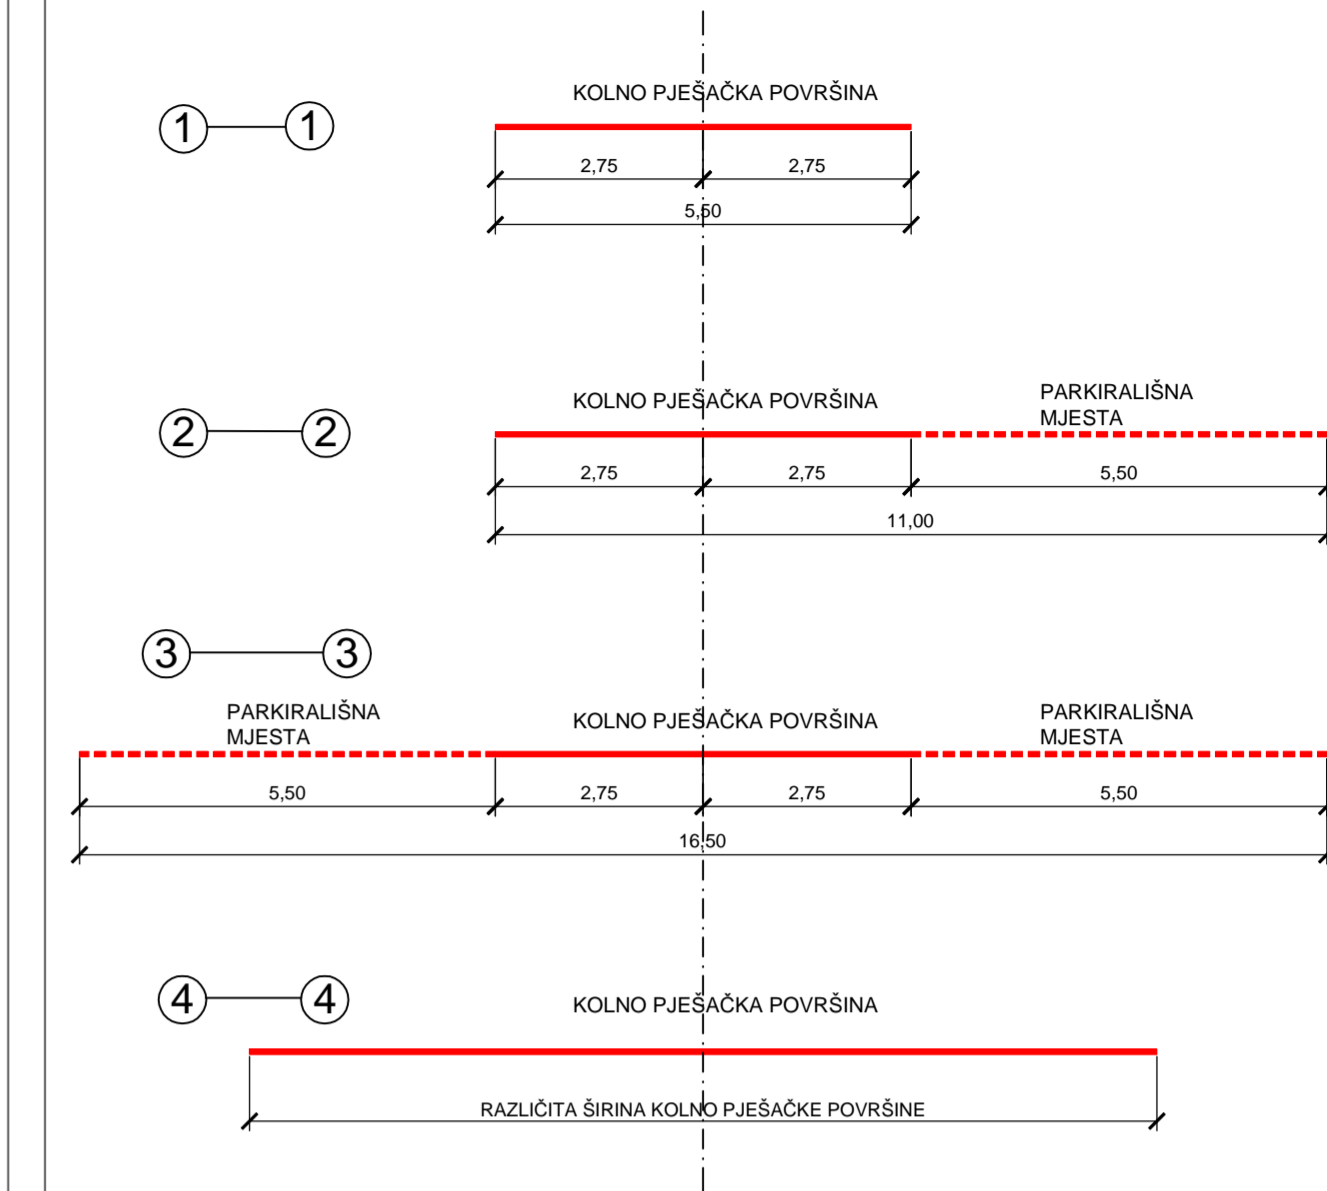 KOLNO PJEŠAČKA POVRŠINA
1 1
2,75 2,75
5,50
KOLNO PJEŠAČKA POVRŠINA
PARKIRALIŠNA
MJESTA
2 2
2,75 2,75 5,50
11,00
3 3
PARKIRALIŠNA
MJESTA
KOLNO PJEŠAČKA POVRŠINA
PARKIRALIŠNA
MJESTA
5,50 2,75 2,75 5,50
16,50
4 4
KOLNO PJEŠAČKA POVRŠINA
RAZLIČITA ŠIRINA KOLNO PJEŠAČKE POVRŠINE